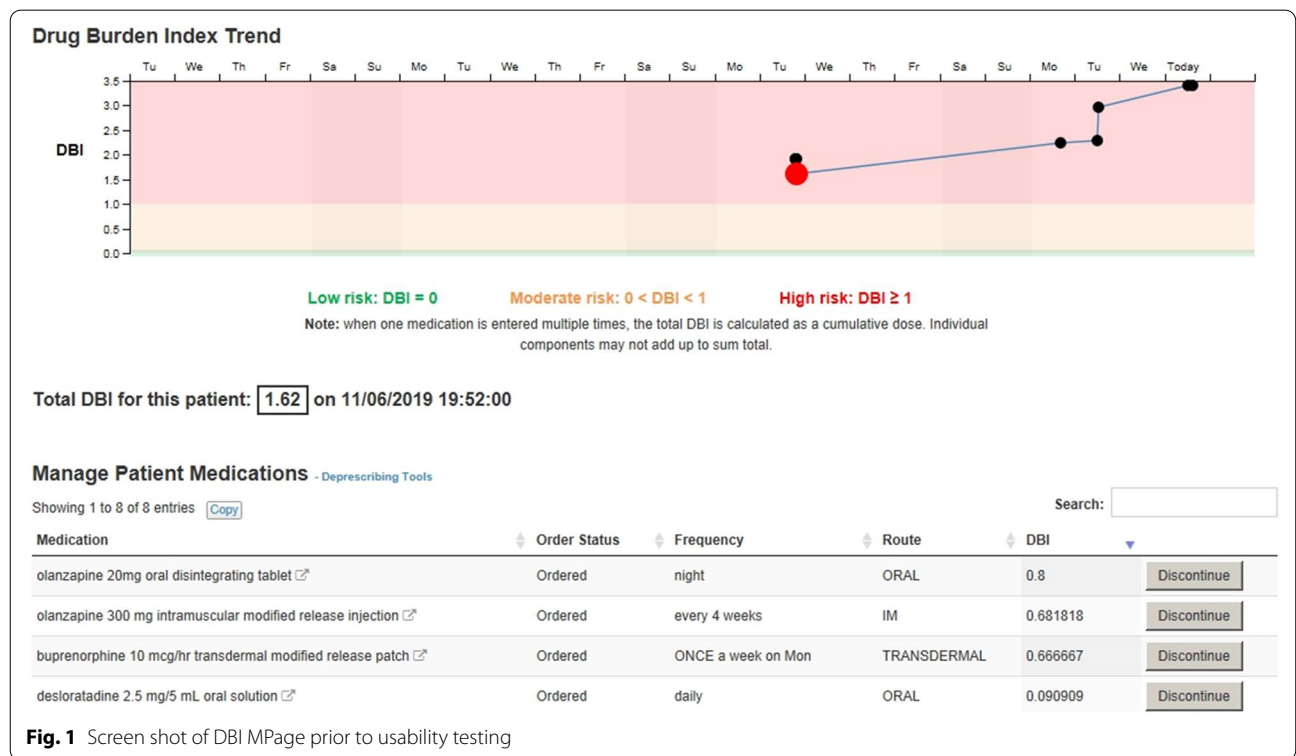 Drug Burden Index Trend
Tu We Th Fr Sa Su Mo Tu We Th Fr Sa Su Mo Tu We Th Fr Sa Su Mo Tu We Today
3.5
3.0
2.5
DBI 2.0
1.5
1.0
0.5
0.0
Low risk: DBI = 0 Moderate risk: 0 < DBI < 1 High risk: DBI ≥ 1
Note: when one medication is entered multiple times, the total DBI is calculated as a cumulative dose. Individual
components may not add up to sum total.
Total DBI for this patient: 1.62 on 11/06/2019 19:52:00
Manage Patient Medications - Deprescribing Tools
Showing 1 to 8 of 8 entries Copy Search:
Medication Order Status Frequency Route DBI
olanzapine 20mg oral disintegrating tablet Ordered night ORAL 0.8 Discontinue
olanzapine 300 mg intramuscular modified release injection Ordered every 4 weeks IM 0.681818 Discontinue
buprenorphine 10 mcg/hr transdermal modified release patch Ordered ONCE a week on Mon TRANSDERMAL 0.666667 Discontinue
desloratadine 2.5 mg/5 mL oral solution Ordered daily ORAL 0.090909 Discontinue
Fig. 1 Screen shot of DBI MPage prior to usability testing